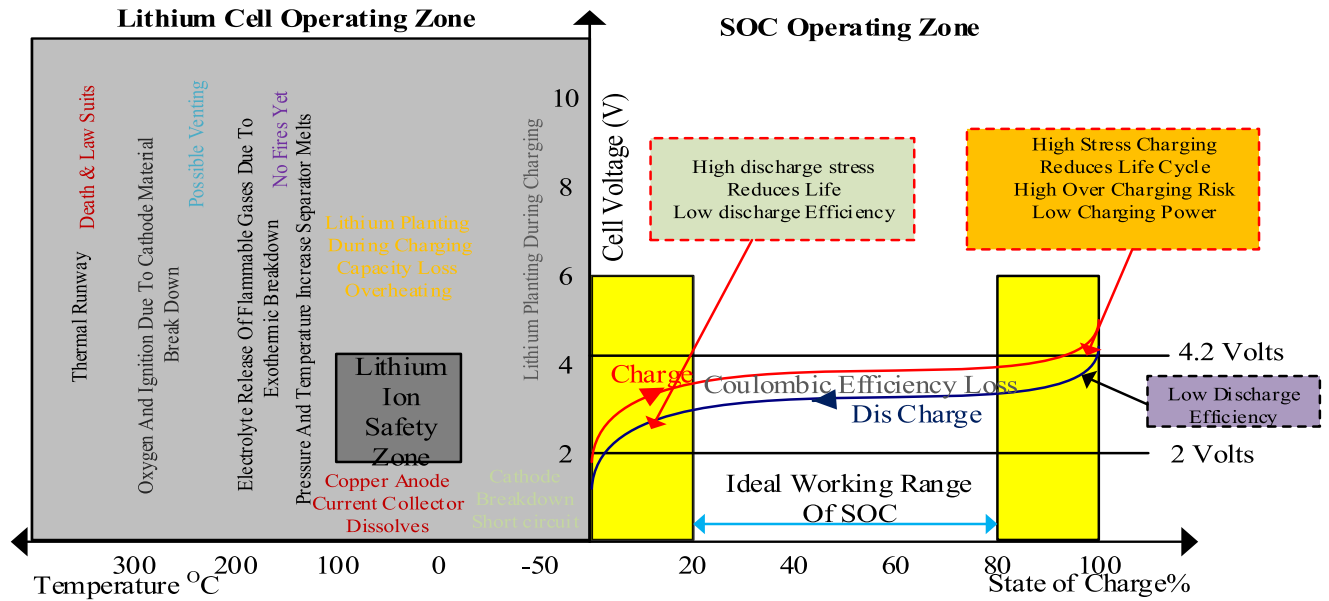 Lithium Cell Operating Zone
SOC Operating Zone
Death & Law Suits
Thermal Runway
Oxygen And Ignition Due To Cathode Material
Break Down
Possible Venting
Electrolyte Release Of Flammable Gases Due To
Exothermic Breakdown
No Fires Yet
Pressure And Temperature Increase Separator Melts
Lithium Planting
During Charging
Capacity Loss
Overheating
Lithium Planting During Charging
Lithium
Ion
Safety
Zone
Copper Anode
Current Collector
Dissolves
Cathode
Breakdown
Short circuit
10
8
6
4
2
Cell Voltage (V)
High discharge stress
Reduces Life
Low discharge Efficiency
High Stress Charging
Reduces Life Cycle
High Over Charging Risk
Low Charging Power
4.2 Volts
Charge
Coulombic Efficiency Loss
Dis Charge
Low Discharge
Efficiency
2 Volts
Ideal Working Range
Of SOC
300 200 100 0 -50 20 40 60 80 100
Temperature °C
State of Charge%